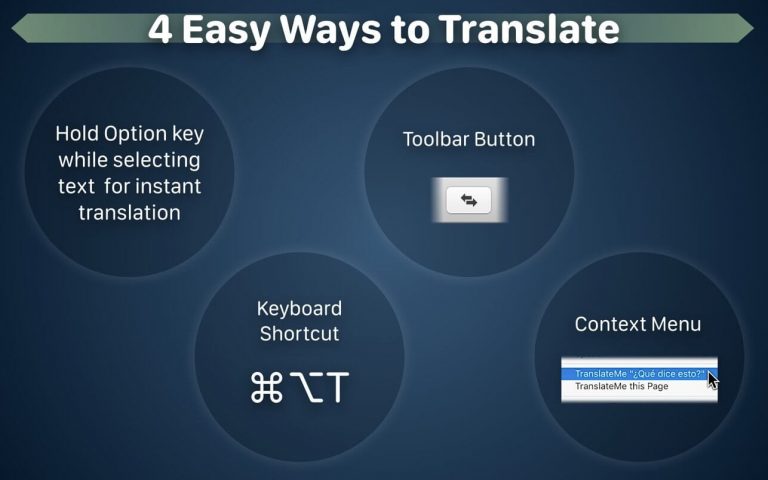 4 Easy Ways to Translate
Hold Option key
while selecting
text for instant
translation
Toolbar Button
Keyboard
Shortcut
⌘⌥T
Context Menu
TranslateMe "¿Qué dice esto?"
TranslateMe this Page